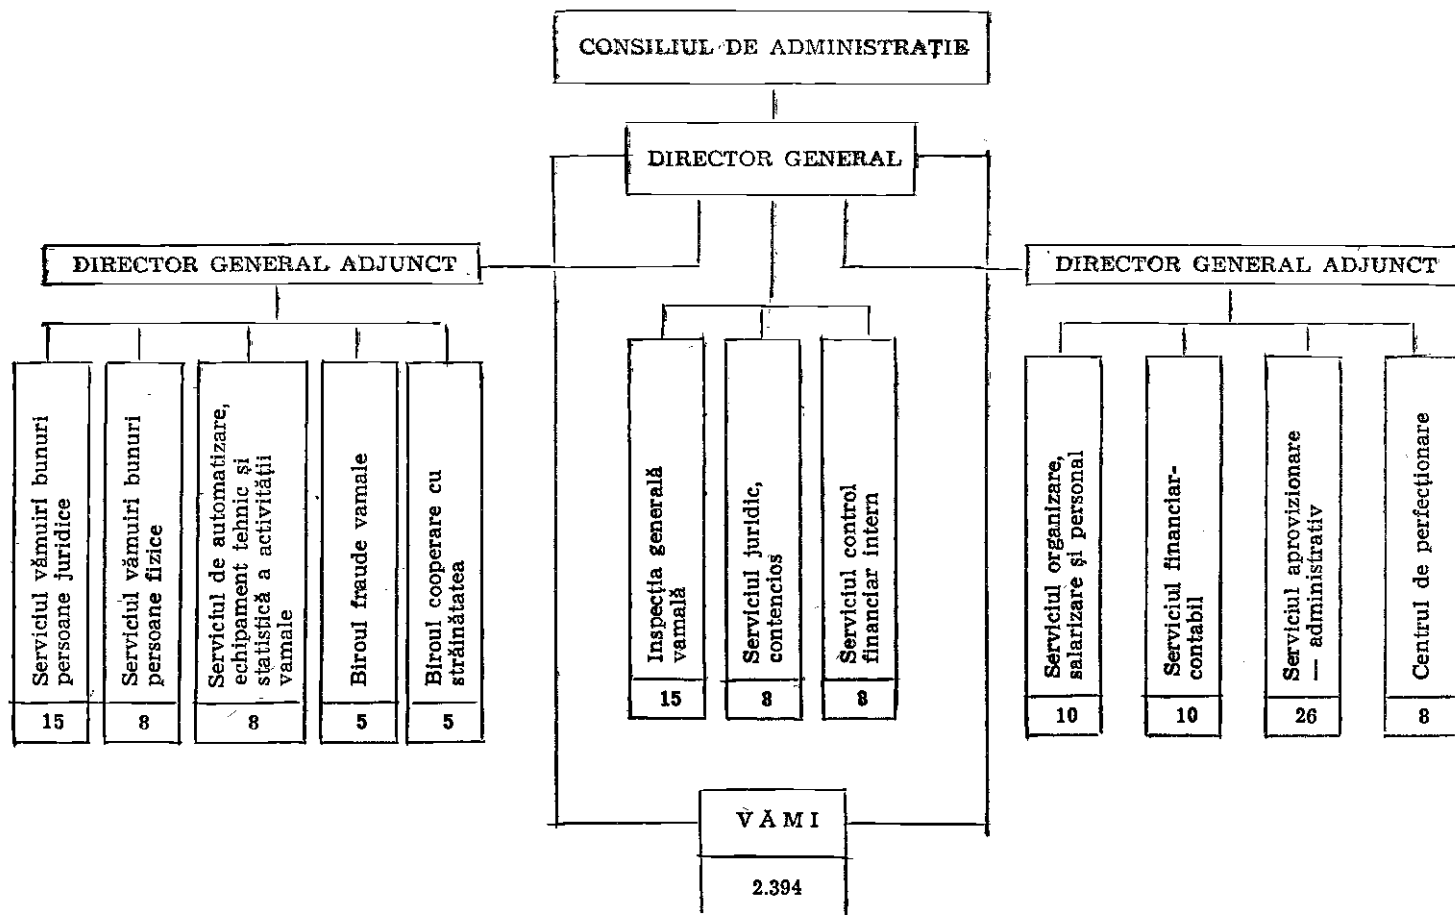 CONSILIUL DE ADMINISTRAȚIE
DIRECTOR GENERAL
DIRECTOR GENERAL ADJUNCT
DIRECTOR GENERAL ADJUNCT
Serviciul vămuiri bunuri
persoane juridice
15
Serviciul vămuiri bunuri
persoane fizice
8
Serviciul de automatizare,
echipament tehnic și
statistică a activității
vamale
8
Biroul fraude vamale
5
Biroul cooperare cu
străinătatea
5
Inspecția generală
vamală
15
Serviciul juridic,
contencios
8
Serviciul control
financiar intern
8
Serviciul organizare,
salarizare și personal
10
Serviciul financiar-
contabil
10
Serviciul aprovizionare
— administrativ
26
Centrul de perfecționare
8
VĂMI
2.394